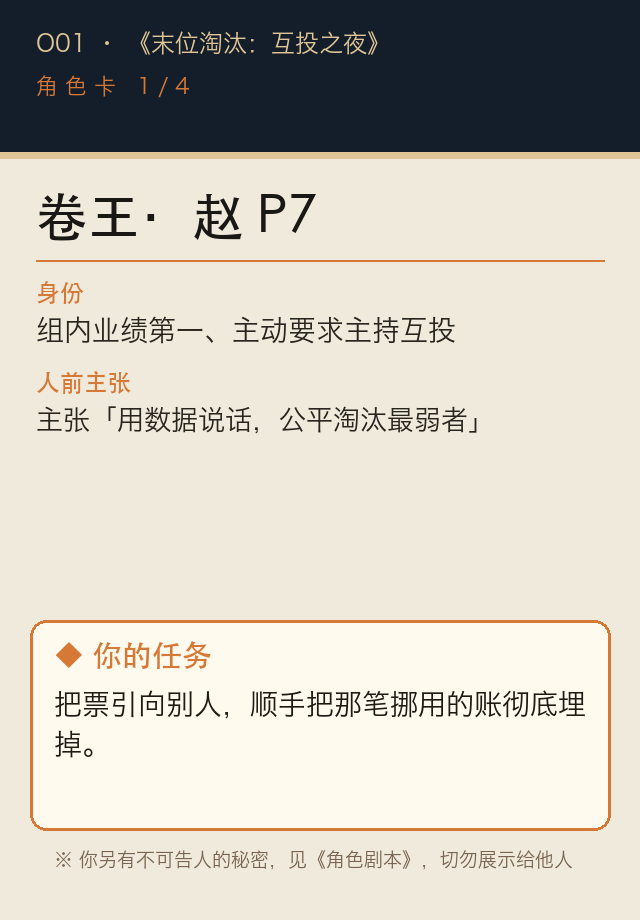 O01 · 《末位淘汰：互投之夜》
角色卡 1/4
卷王· 赵 P7
身份
组内业绩第一、主动要求主持互投
人前主张
主张「用数据说话，公平淘汰最弱者」
◆ 你的任务
把票引向别人，顺手把那笔挪用的账彻底埋
掉。
※ 你另有不可告人的秘密，见《角色剧本》，切勿展示给他人